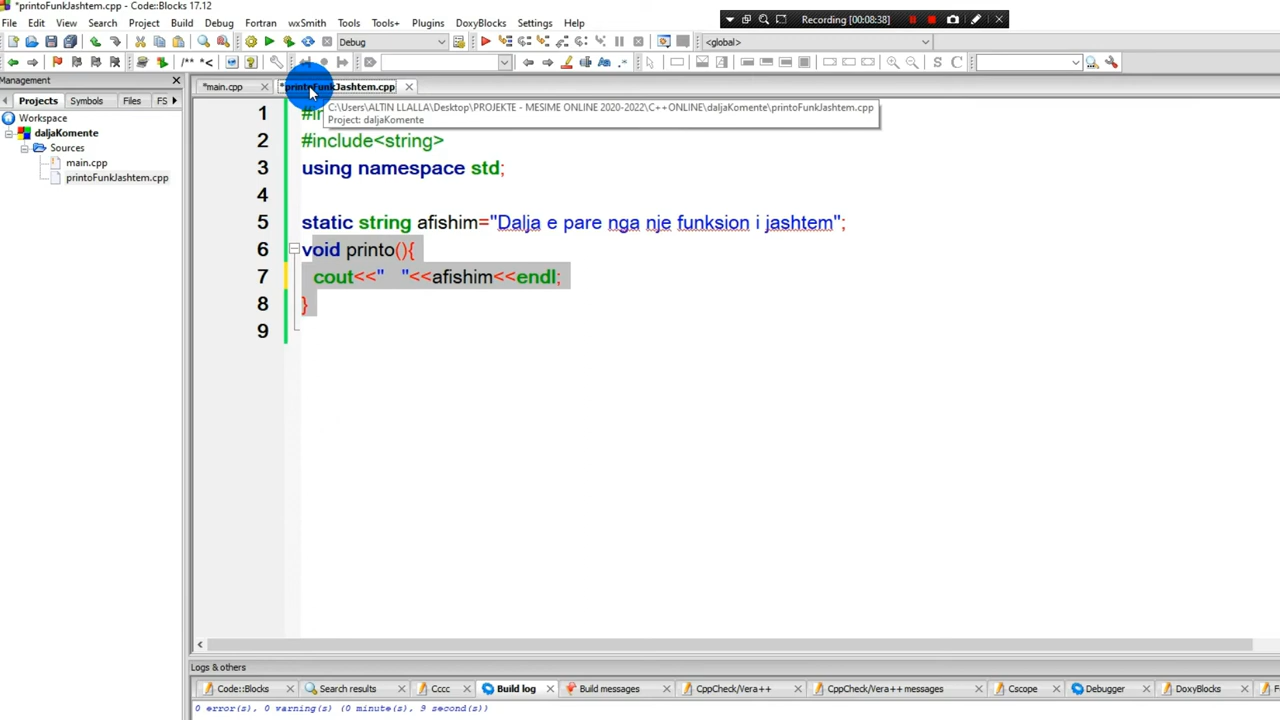 *printoFunkJashtem.cpp - Code::Blocks 17.12
File Edit View Search Project Build Debug Fortran wxSmith Tools Tools+ Plugins DoxyBlocks Settings Help
Recording [00:08:38]
Debug
<global>
/** *<
Management
*main.cpp
*printoFunkJashtem.cpp
Projects Symbols Files FS
C:\Users\ALTIN LLALLA\Desktop\PROJEKTE - MESIME ONLINE 2020-2022\C++ONLINE\daljaKomente\printoFunkJashtem.cpp
Project: daljaKomente
Workspace
daljaKomente
Sources
main.cpp
printoFunkJashtem.cpp
1
2 #include<string>
3 using namespace std;
4
5 static string afishim="Dalja e pare nga nje funksion i jashtem";
6 void printo(){
7 cout<<" "<<afishim<<endl;
8 }
9
Logs & others
Code::Blocks Search results Cccc Build log Build messages CppCheck/Vera++ CppCheck/Vera++ messages Cscope Debugger DoxyBlocks
0 error(s), 0 warning(s) (0 minute(s), 9 second(s))